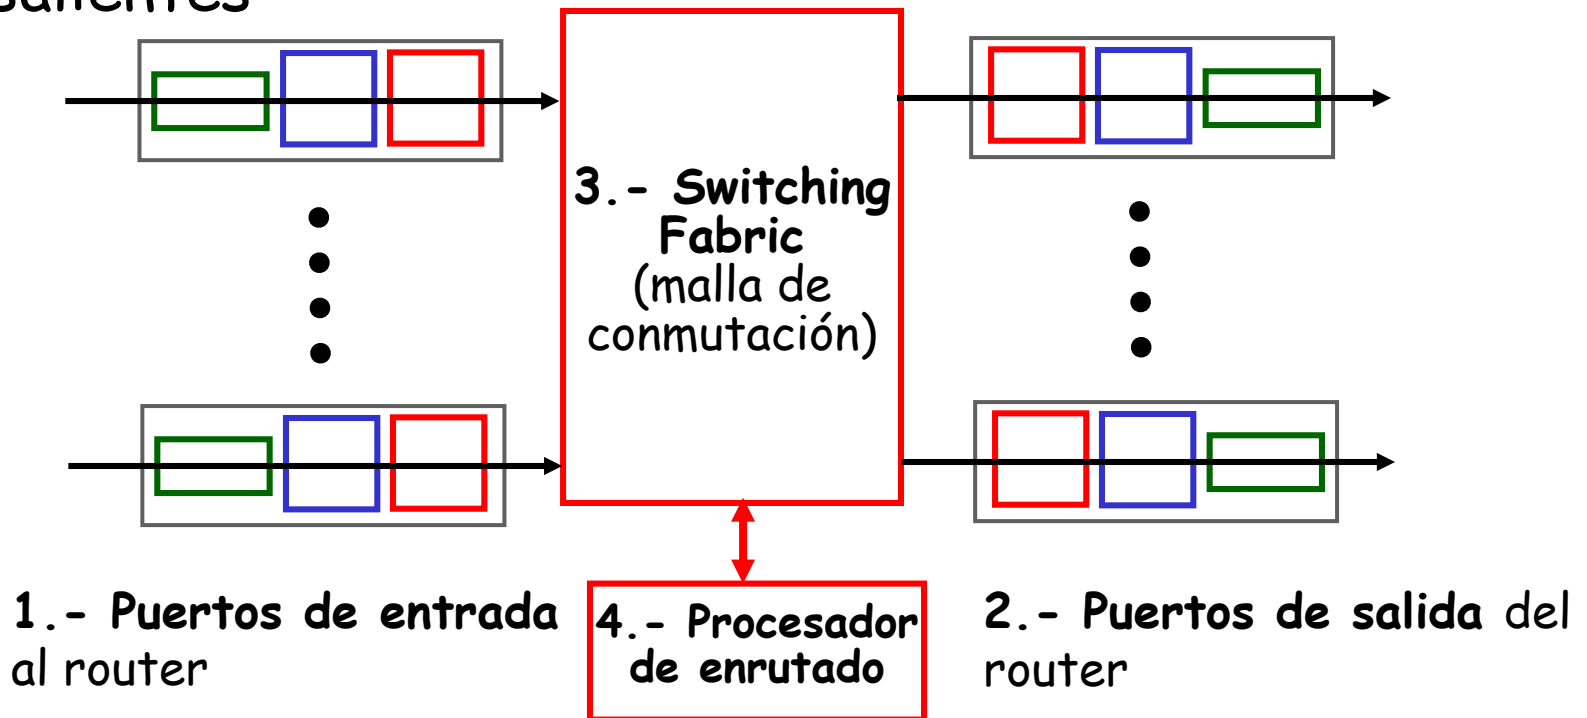 salientes
3.- Switching
Fabric
(malla de
conmutación)
1.- Puertos de entrada
al router
4.- Procesador
de enrutado
2.- Puertos de salida del
router